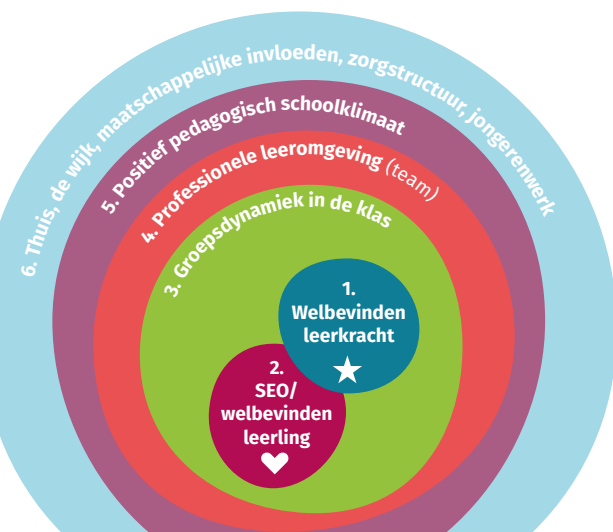 6. Thuis, de wijk, maatschappelijke invloeden, zorgstructuur, jongerenwerk
5. Positief pedagogisch schoolklimaat
4. Professionele leeromgeving (team)
3. Groepsdynamiek in de klas
1.
Welbevinden
leerkracht
2.
SEO/
welbevinden
leerling